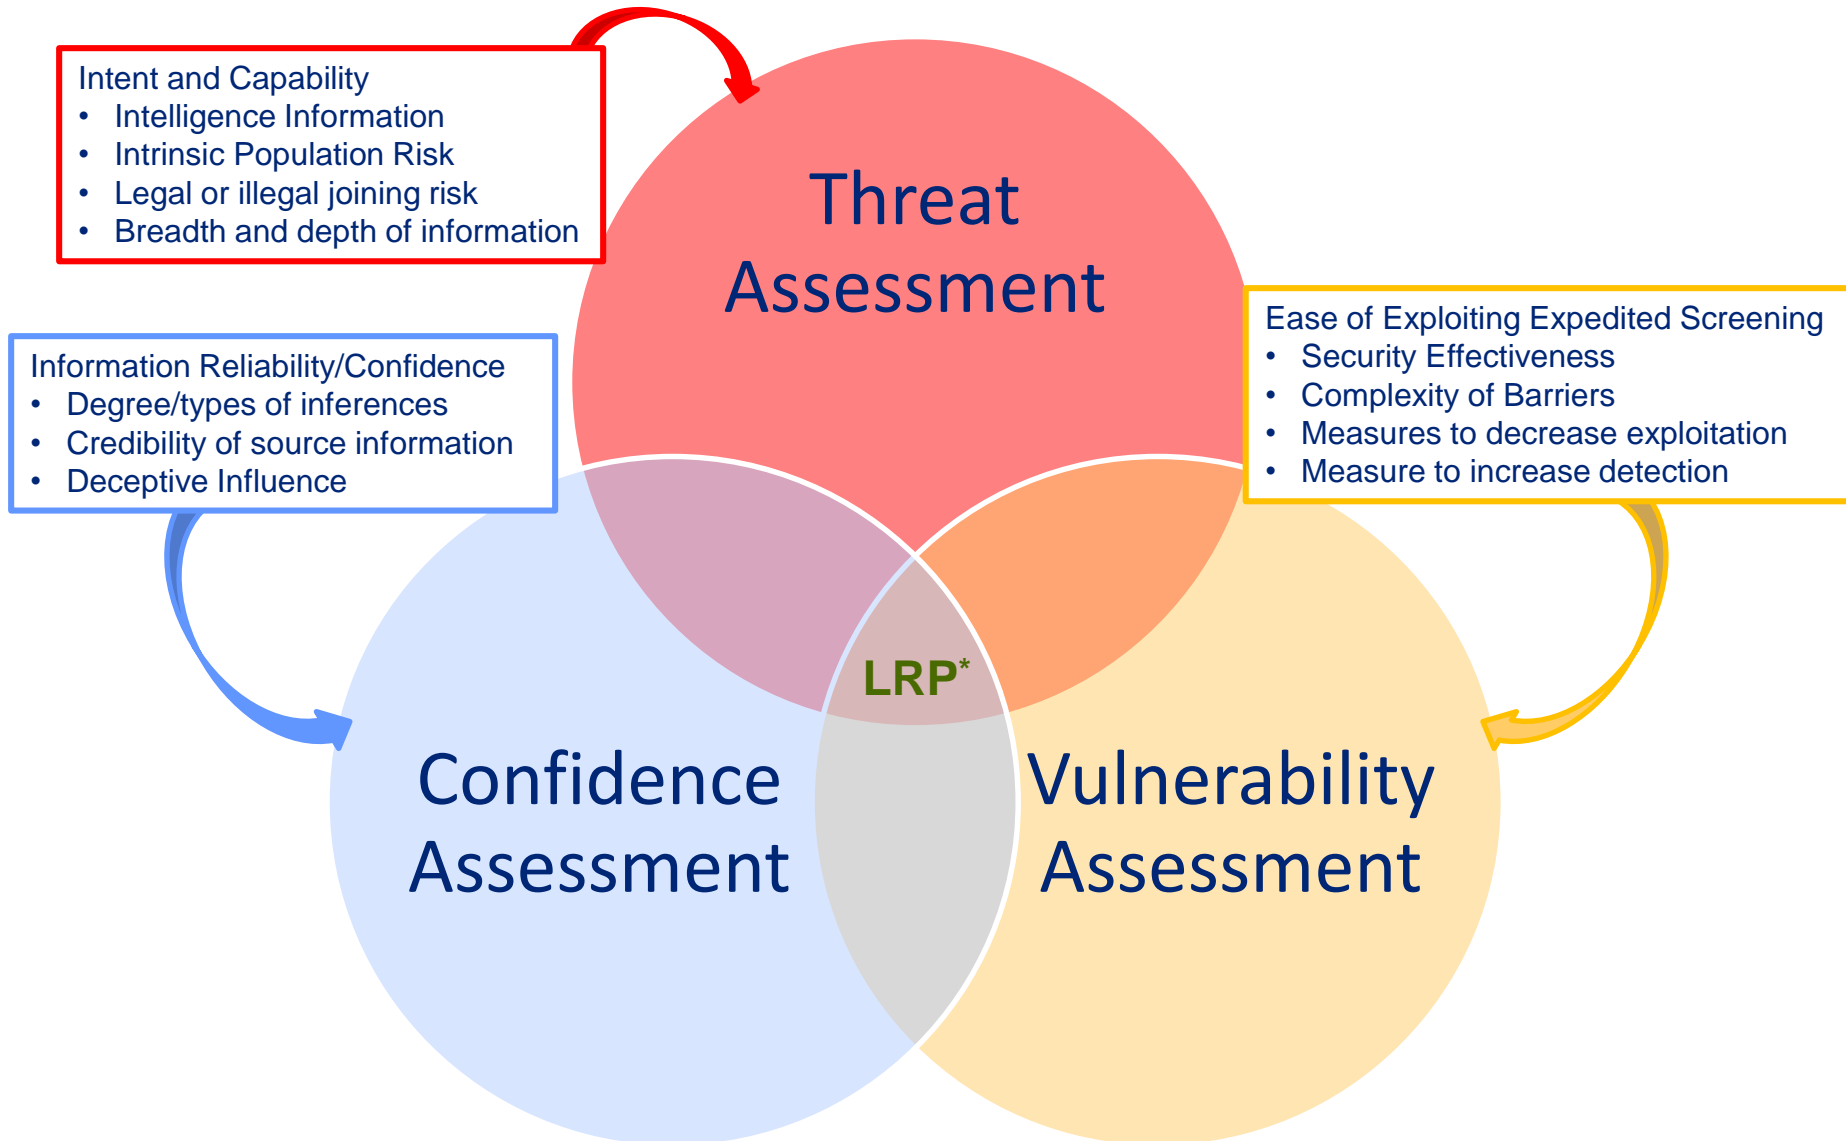 Intent and Capability
• Intelligence Information
• Intrinsic Population Risk
• Legal or illegal joining risk
• Breadth and depth of information
Threat
Assessment
Ease of Exploiting Expedited Screening
• Security Effectiveness
• Complexity of Barriers
• Measures to decrease exploitation
• Measure to increase detection
Information Reliability/Confidence
• Degree/types of inferences
• Credibility of source information
• Deceptive Influence
LRP*
Confidence
Assessment
Vulnerability
Assessment